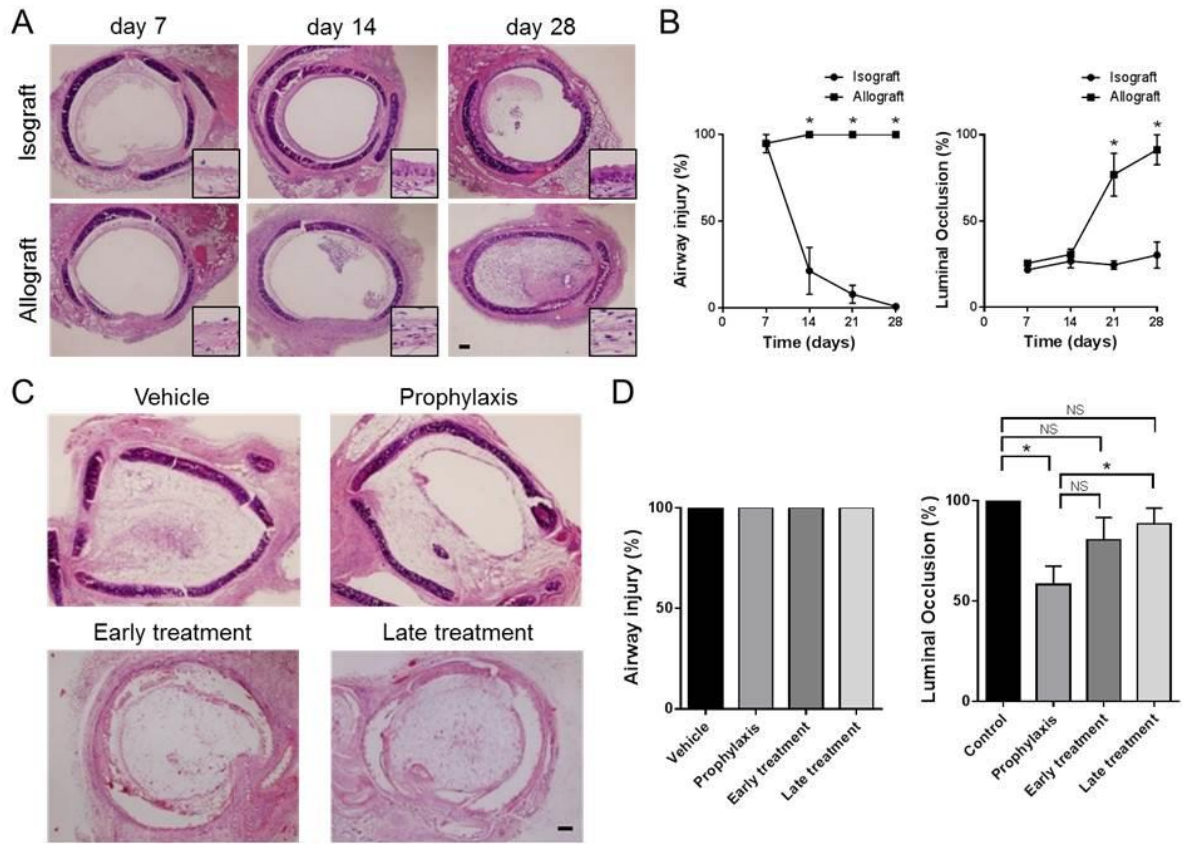 A
day 7
day 14
day 28
Isograft
Allograft
B
Isograft
Allograft
* * *
100
50
0
Airway injury (%)
0 7 14 21 28
Time (days)
Isograft
Allograft
*
*
100
50
0
Luminal Occlusion (%)
0 7 14 21 28
Time (days)
C
Vehicle
Prophylaxis
Early treatment
Late treatment
D
100
50
0
Airway injury (%)
Vehicle
Prophylaxis
Early treatment
Late treatment
NS
NS
*
*
NS
100
50
0
Luminal Occlusion (%)
Control
Prophylaxis
Early treatment
Late treatment